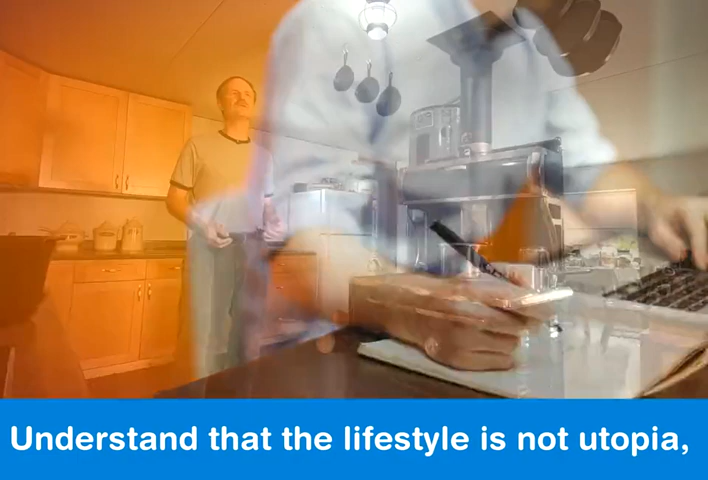 Understand that the lifestyle is not utopia,